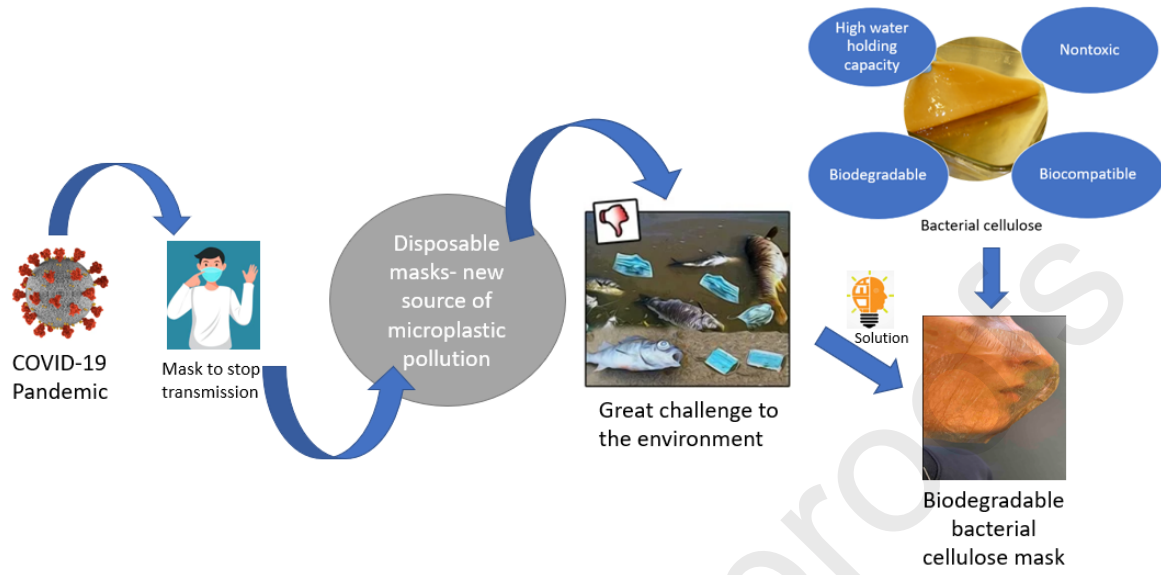 COVID-19
Pandemic
Mask to stop
transmission
Disposable
masks- new
source of
microplastic
pollution
Great challenge to
the environment
Solution
High water
holding
capacity
Nontoxic
Biodegradable
Biocompatible
Bacterial cellulose
Biodegradable
bacterial
cellulose mask
proofs